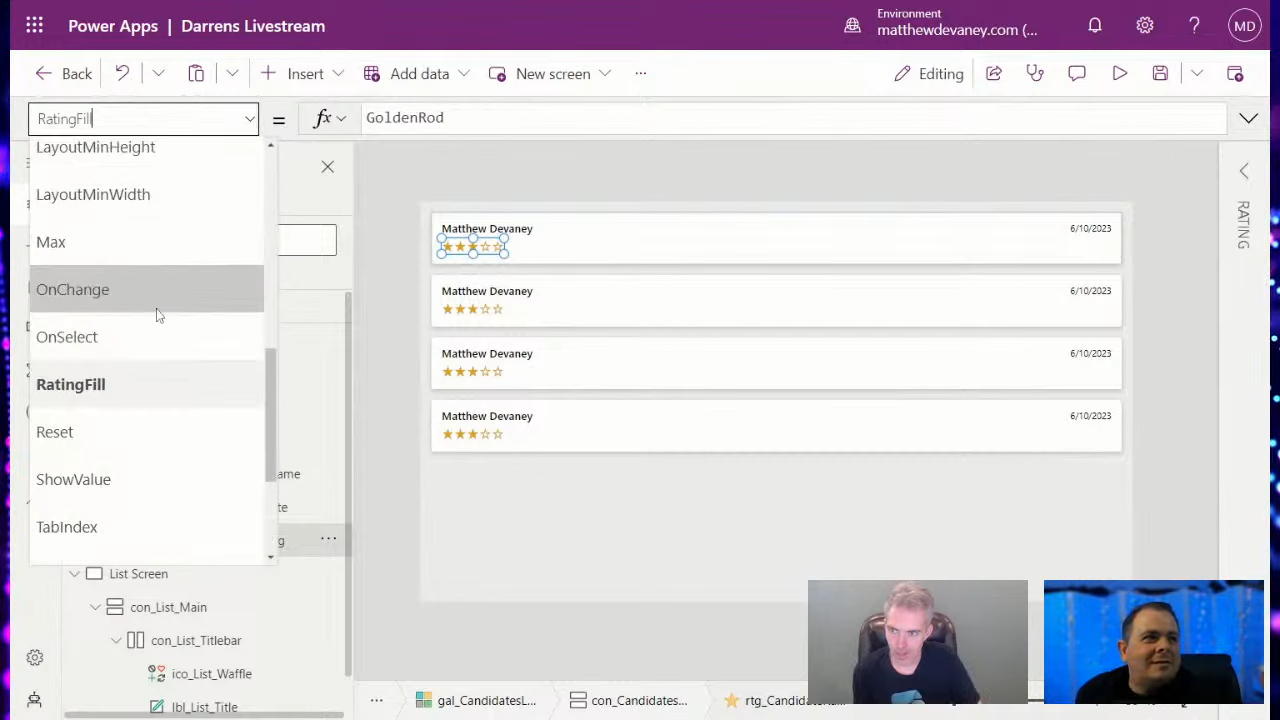 Power Apps | Darrens Livestream
Environment
matthewdevaney.com (...
MD
Back
Insert
Add data
New screen
...
Editing
RatingFill
=
fx
GoldenRod
LayoutMinHeight
LayoutMinWidth
Max
OnChange
OnSelect
RatingFill
Reset
ShowValue
TabIndex
ame
te
g
...
List Screen
con_List_Main
con_List_Titlebar
ico_List_Waffle
lbl_List_Title
Matthew Devaney
6/10/2023
Matthew Devaney
6/10/2023
Matthew Devaney
6/10/2023
Matthew Devaney
6/10/2023
RATING
...
gal_CandidatesL...
con_Candidates...